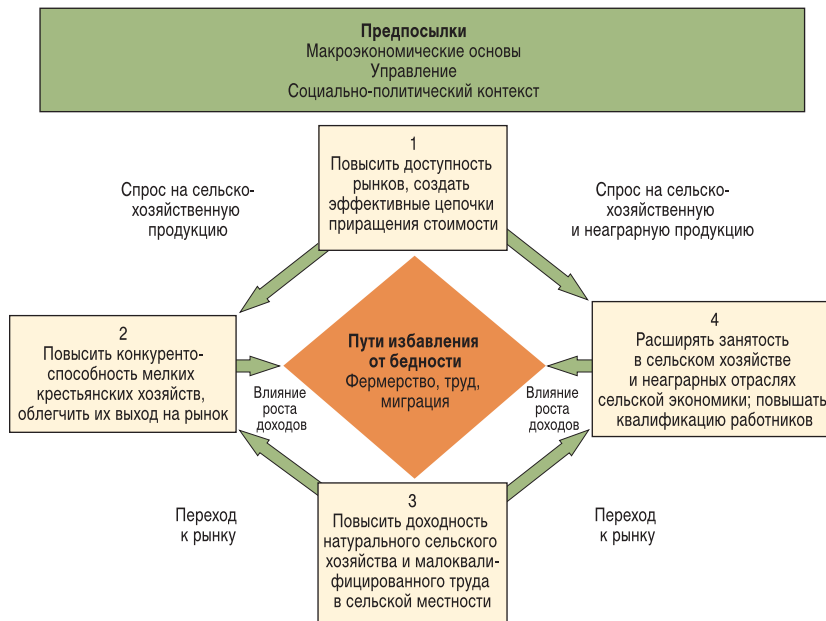 Предпосылки
Макроэкономические основы
Управление
Социально-политический контекст
1
Повысить доступность
рынков, создать
эффективные цепочки
приращения стоимости
Спрос на сельско-
хозяйственную
продукцию
Спрос на сельско-
хозяйственную
и неаграрную продукцию
2
Повысить конкуренто-
способность мелких
крестьянских хозяйств,
облегчить их выход на рынок
Пути избавления
от бедности
Фермерство, труд,
миграция
4
Расширять занятость
в сельском хозяйстве
и неаграрных отраслях
сельской экономики; повышать
квалификацию работников
Влияние
роста
доходов
Влияние
роста
доходов
3
Повысить доходность
натурального сельского
хозяйства и малоквали-
фицированного труда
в сельской местности
Переход
к рынку
Переход
к рынку